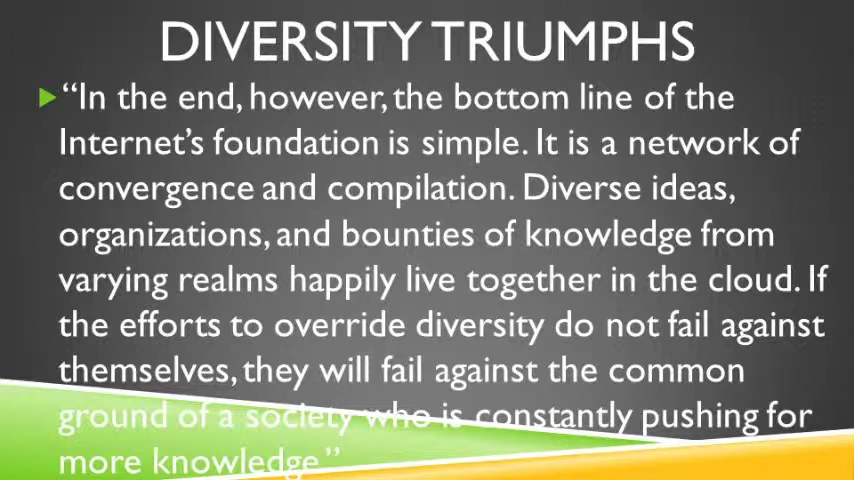 DIVERSITY TRIUMPHS
“In the end, however, the bottom line of the
Internet’s foundation is simple. It is a network of
convergence and compilation. Diverse ideas,
organizations, and bounties of knowledge from
varying realms happily live together in the cloud. If
the efforts to override diversity do not fail against
themselves, they will fail against the common
ground of a society who is constantly pushing for
more knowledge.”